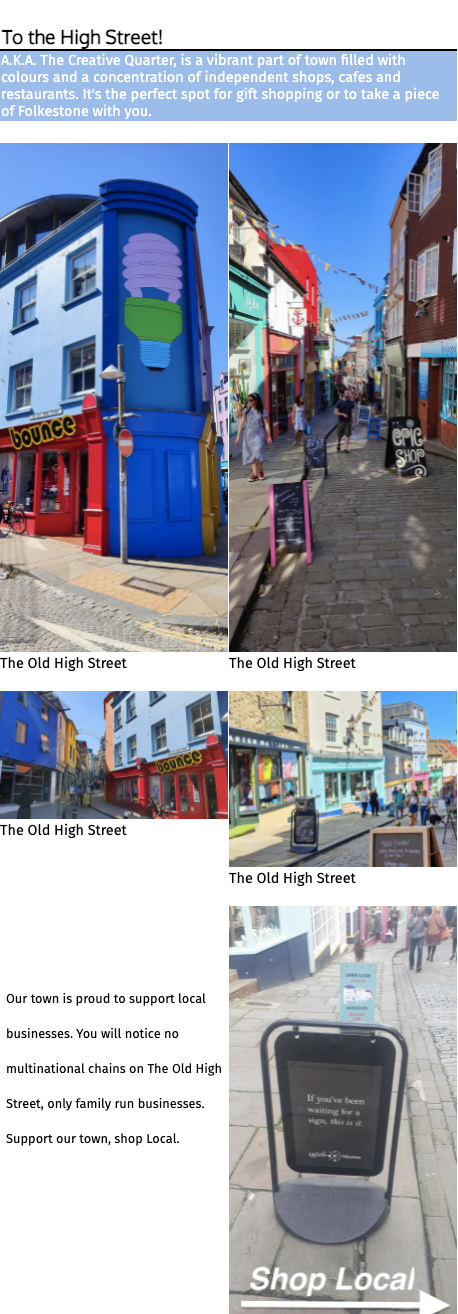 To the High Street!
A.K.A. The Creative Quarter, is a vibrant part of town filled with
colours and a concentration of independent shops, cafes and
restaurants. It's the perfect spot for gift shopping or to take a piece
of Folkestone with you.
bounce
EPIC
SHOP
The Old High Street
The Old High Street
bounce
The Old High Street
The Old High Street
Our town is proud to support local
businesses. You will notice no
multinational chains on The Old High
Street, only family run businesses.
Support our town, shop Local.
If you've been
waiting for a
sign, this is it.
Shop Local